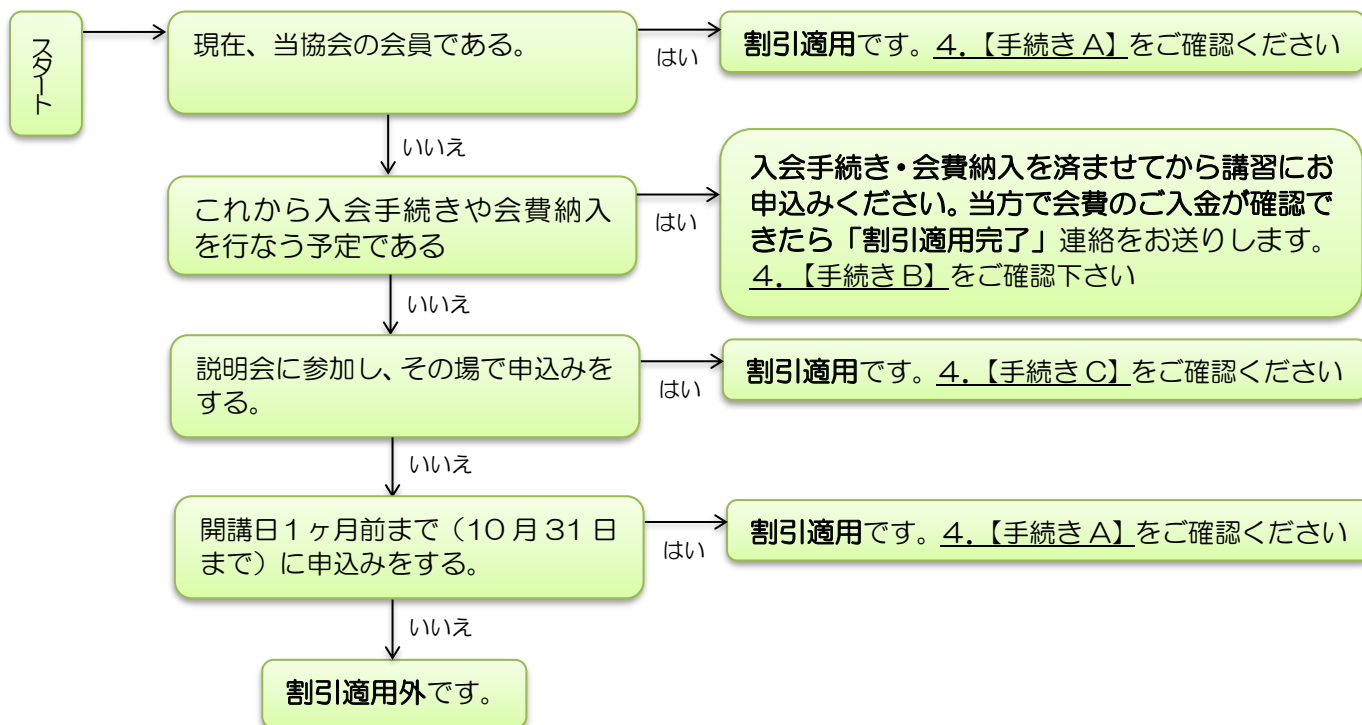 スタート
現在、当協会の会員である。
はい
割引適用です。４．【手続きＡ】をご確認ください
いいえ
これから入会手続きや会費納入
を行なう予定である
はい
入会手続き・会費納入を済ませてから講習にお
申込みください。当方で会費のご入金が確認で
きたら「割引適用完了」連絡をお送りします。
４．【手続きＢ】をご確認下さい
いいえ
説明会に参加し、その場で申込みを
する。
はい
割引適用です。４．【手続きＣ】をご確認ください
いいえ
開講日１ヶ月前まで（10月31日
まで）に申込みをする。
はい
割引適用です。４．【手続きＡ】をご確認ください
いいえ
割引適用外です。